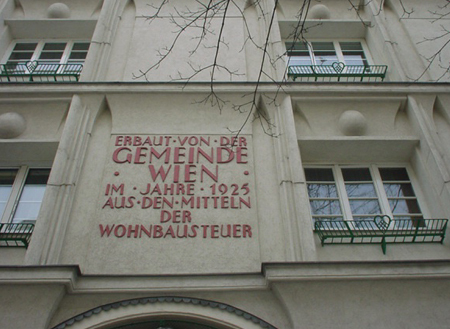 ERBAUT·VON·DER
GEMEINDE
·WIEN·
IM·JAHRE·1925
AUS·DEN·MITTELN
DER
WOHNBAUSTEUER